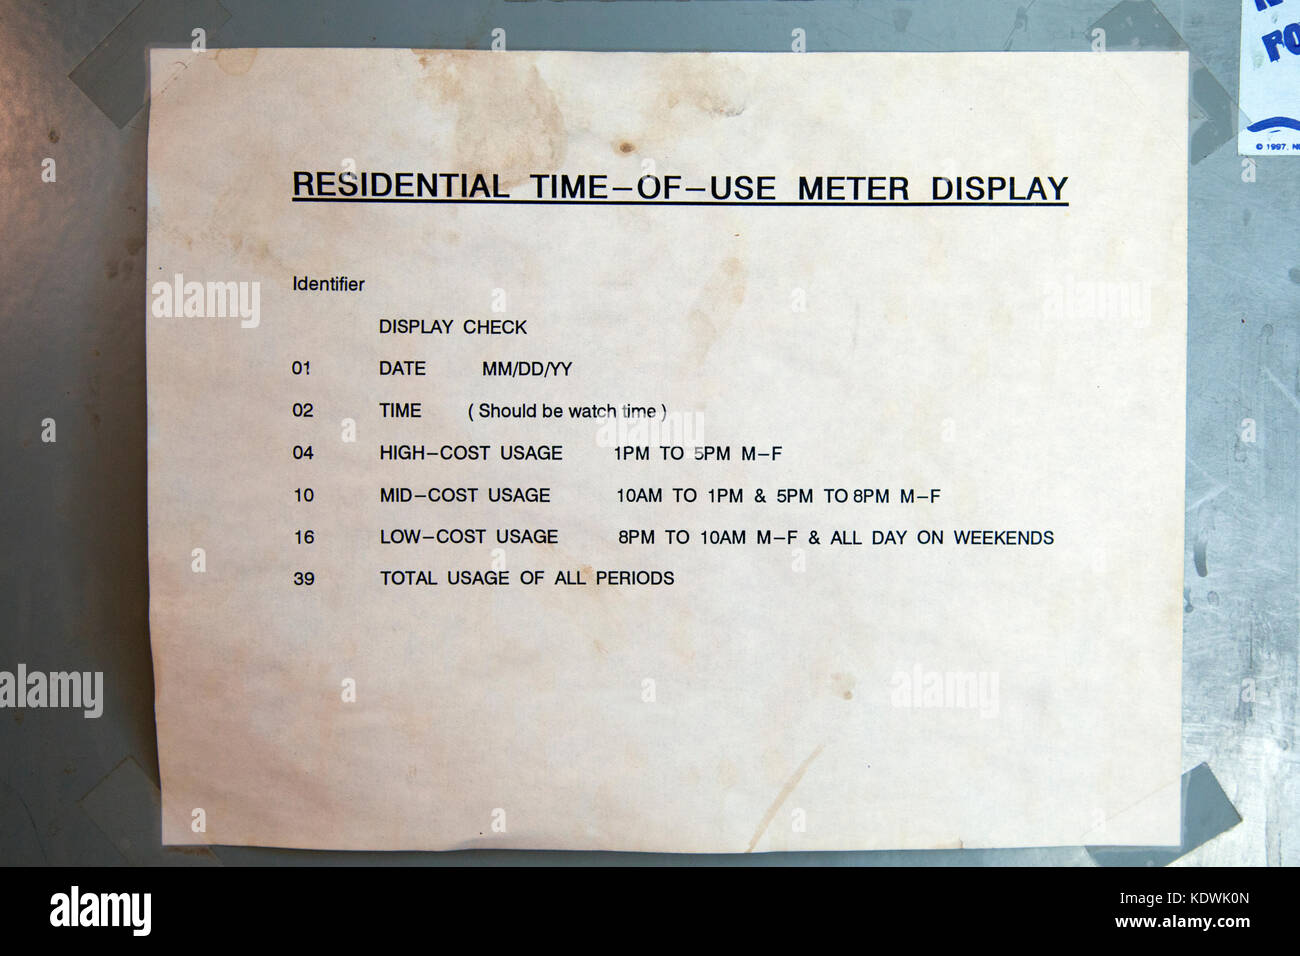 RESIDENTIAL TIME-OF-USE METER DISPLAY
Identifier
DISPLAY CHECK
01 DATE MM/DD/YY
02 TIME (Should be watch time)
04 HIGH-COST USAGE 1PM TO 5PM M-F
10 MID-COST USAGE 10AM TO 1PM & 5PM TO 8PM M-F
16 LOW-COST USAGE 8PM TO 10AM M-F & ALL DAY ON WEEKENDS
39 TOTAL USAGE OF ALL PERIODS
© 1997.
alamy
alamy
alamy
alamy
alamy
alamy
Image ID: KDWK0N
www.alamy.com